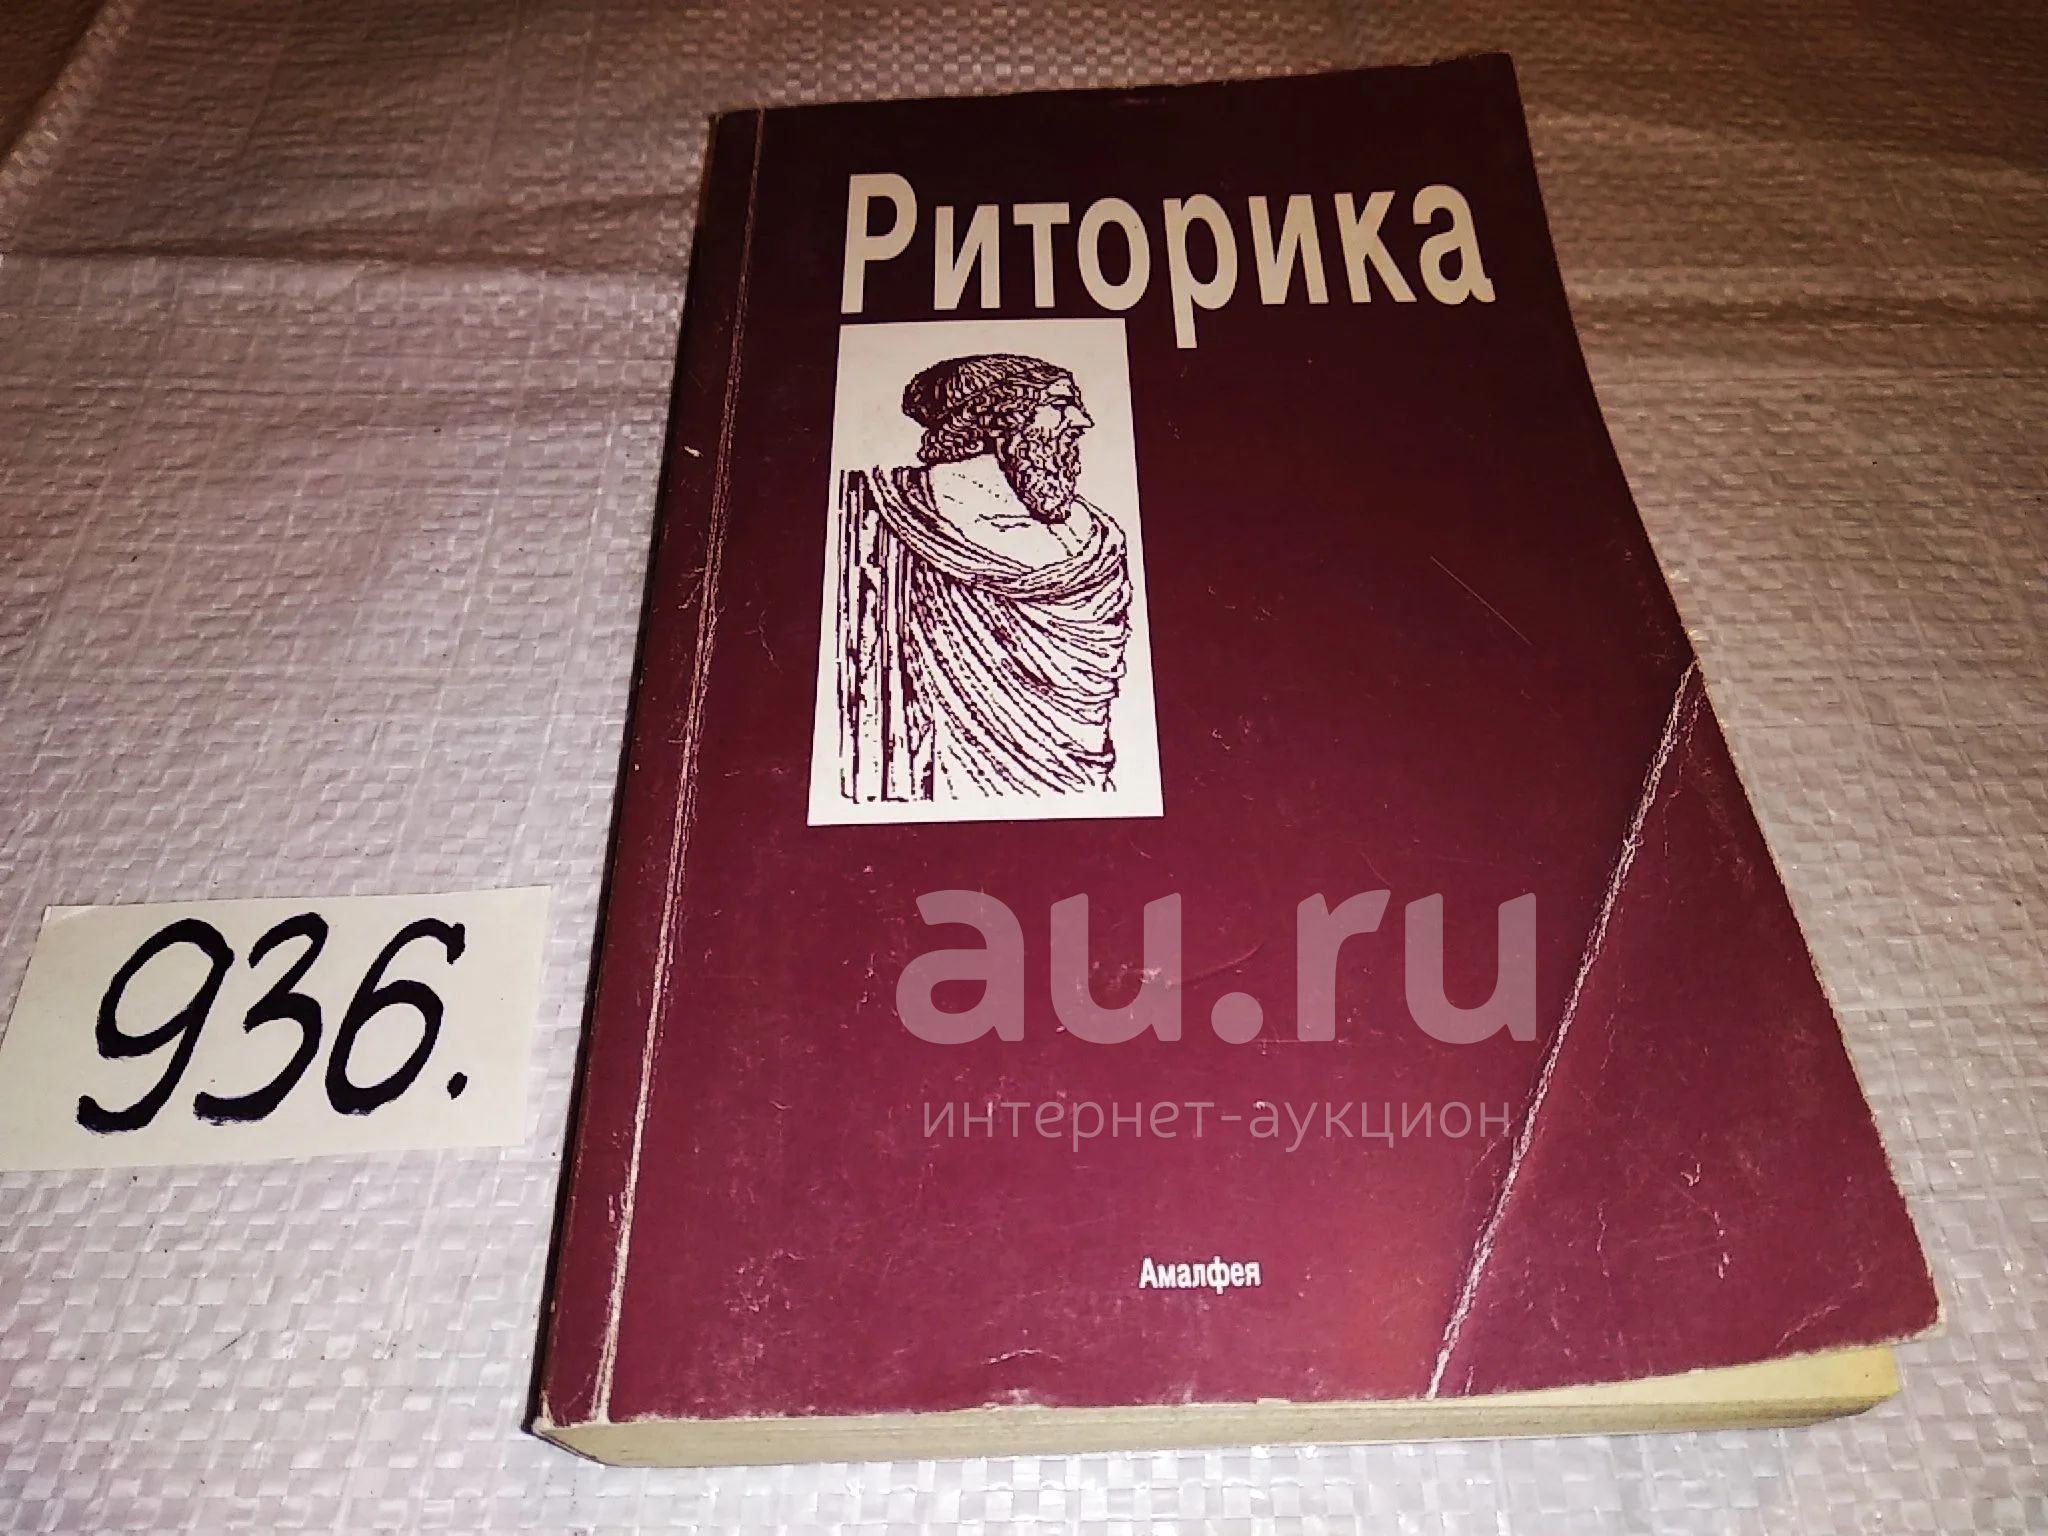 Риторика
936.
au.ru
интернет-аукцион
Амалфея